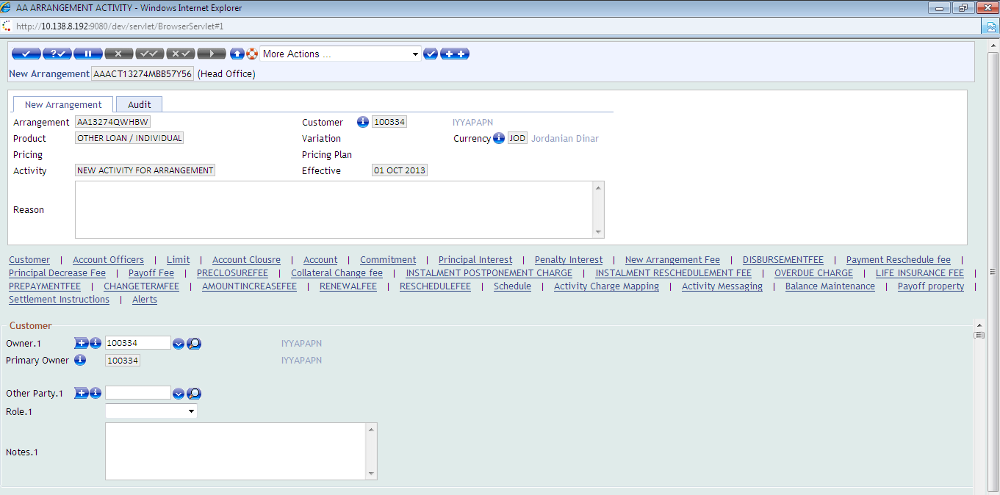 AA ARRANGEMENT ACTIVITY - Windows Internet Explorer
http://10.138.8.192:9080/dev/servlet/BrowserServlet#1
More Actions ...
New Arrangement AAACT13274MBB57Y56 (Head Office)
New Arrangement Audit
Arrangement AA13274QWHBW Customer 100334 IYYAPAPN
Product OTHER LOAN / INDIVIDUAL Variation Currency JOD Jordanian Dinar
Pricing Pricing Plan
Activity NEW ACTIVITY FOR ARRANGEMENT Effective 01 OCT 2013
Reason
Customer | Account Officers | Limit | Account Clousre | Account | Commitment | Principal Interest | Penalty Interest | New Arrangement Fee | DISBURSEMENTFEE | Payment Reschedule fee |
Principal Decrease Fee | Payoff Fee | PRECLOSUREFEE | Collateral Change fee | INSTALMENT POSTPONEMENT CHARGE | INSTALMENT RESCHEDULEMENT FEE | OVERDUE CHARGE | LIFE INSURANCE FEE |
PREPAYMENTFEE | CHANGETERMFEE | AMOUNTINCREASEFEE | RENEWALFEE | RESCHEDULEFEE | Schedule | Activity Charge Mapping | Activity Messaging | Balance Maintenance | Payoff property |
Settlement Instructions | Alerts
Customer
Owner.1 100334 IYYAPAPN
Primary Owner 100334 IYYAPAPN
Other Party.1
Role.1
Notes.1